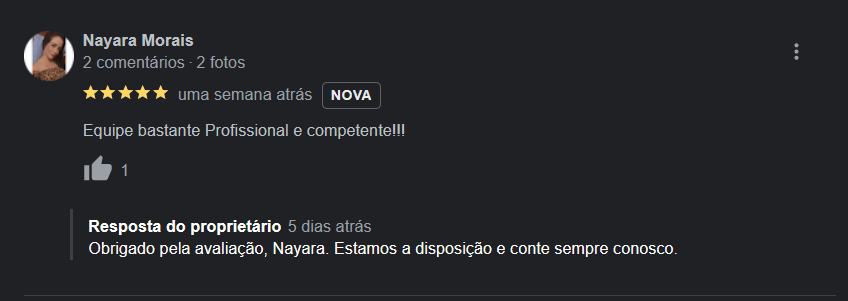 Nayara Morais
2 comentários · 2 fotos
uma semana atrás NOVA
Equipe bastante Profissional e competente!!!
1
Resposta do proprietário 5 dias atrás
Obrigado pela avaliação, Nayara. Estamos a disposição e conte sempre conosco.